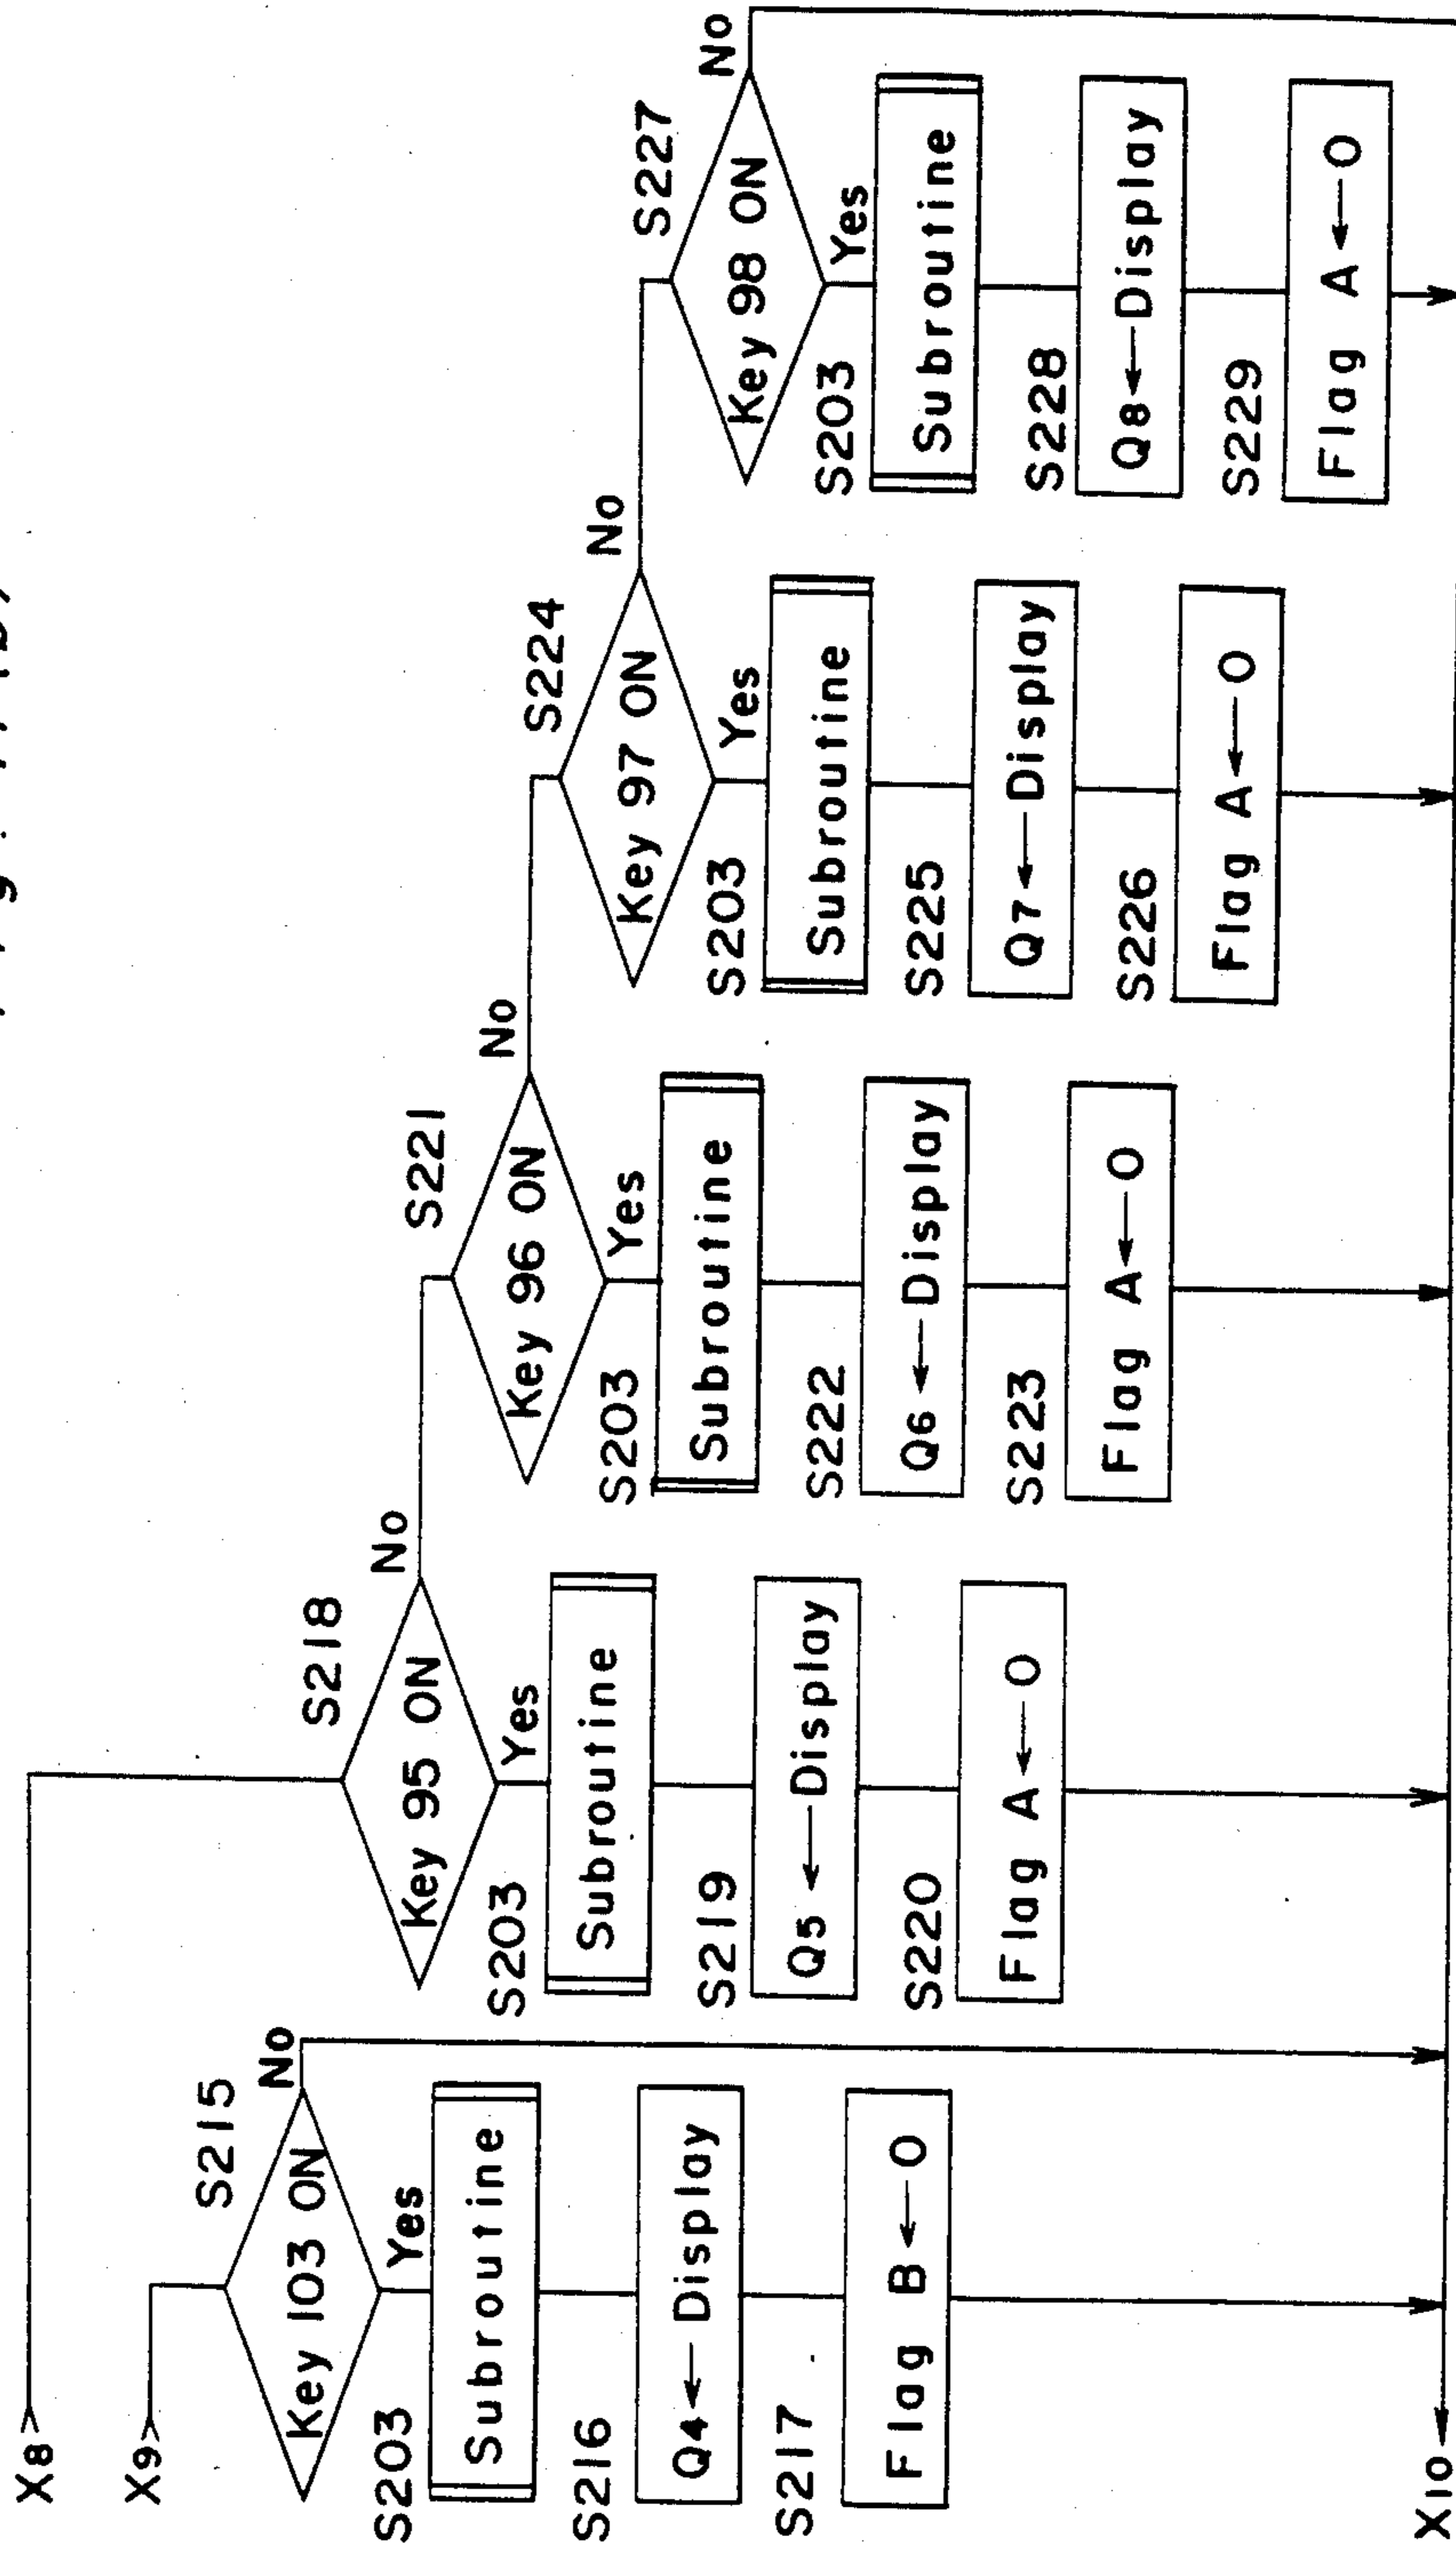 X8
X9
S215
Key 103 ON
No
Yes
S203
Subroutine
S216
Q4 ← Display
S217
Flag B ← 0
S218
Key 95 ON
No
Yes
S203
Subroutine
S219
Q5 ← Display
S220
Flag A ← 0
S221
Key 96 ON
No
Yes
S203
Subroutine
S222
Q6 ← Display
S223
Flag A ← 0
S224
Key 97 ON
No
Yes
S203
Subroutine
S225
Q7 ← Display
S226
Flag A ← 0
S227
Key 98 ON
No
Yes
S203
Subroutine
S228
Q8 ← Display
S229
Flag A ← 0
X10